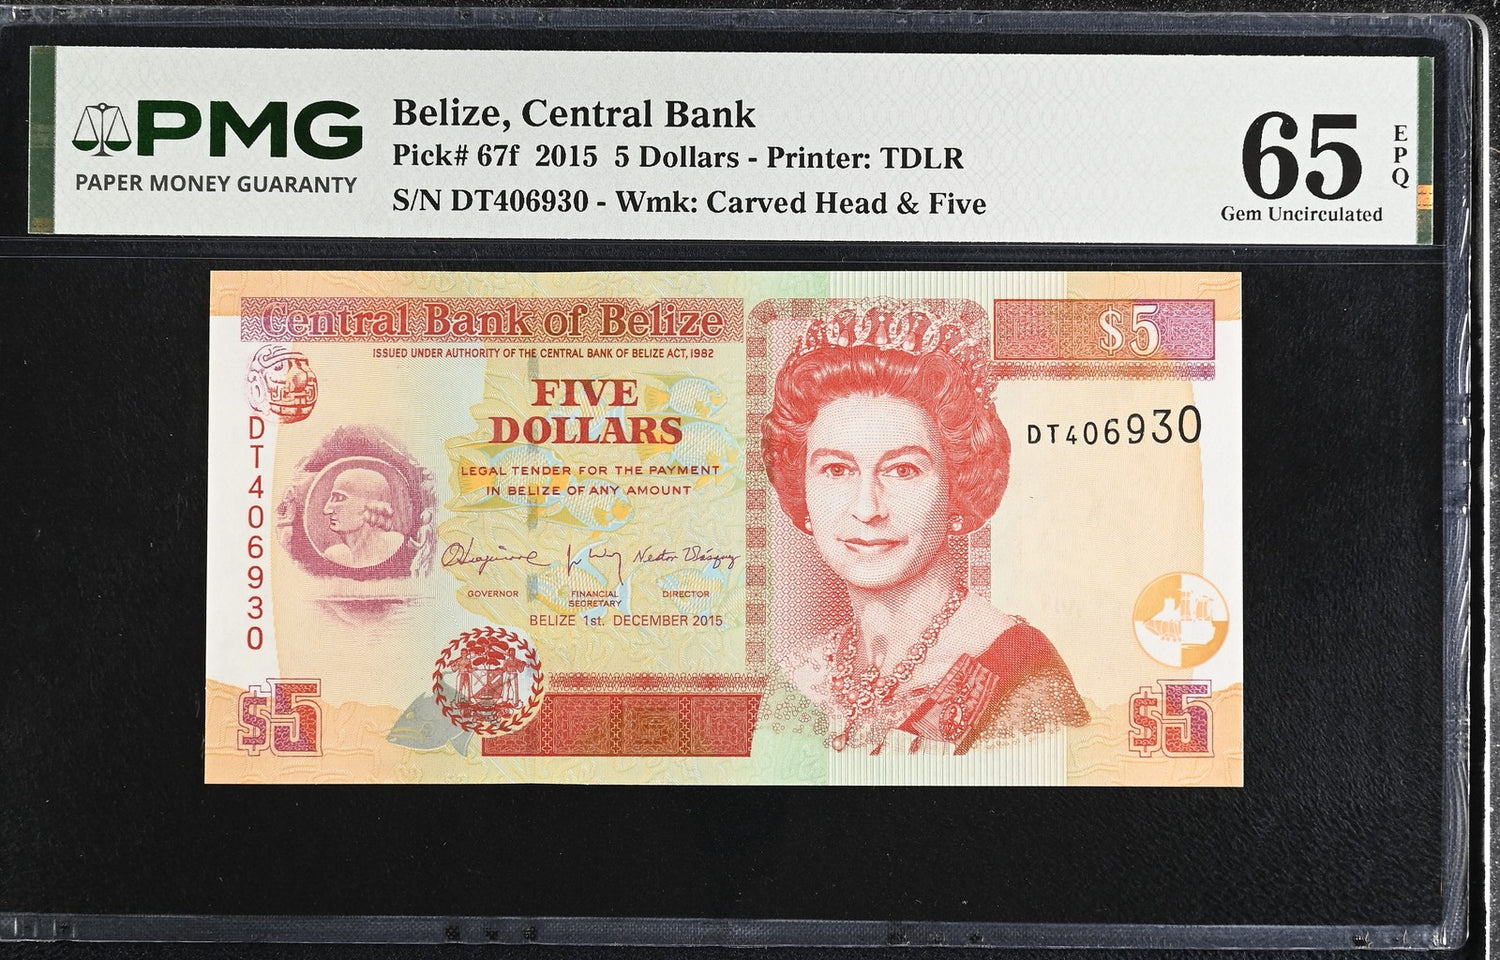 PMG
PAPER MONEY GUARANTY
Belize, Central Bank
Pick# 67f 2015 5 Dollars - Printer: TDLR
S/N DT406930 - Wmk: Carved Head & Five
65
EPQ
Gem Uncirculated
Central Bank of Belize
$5
ISSUED UNDER AUTHORITY OF THE CENTRAL BANK OF BELIZE ACT, 1982
FIVE
DOLLARS
DT406930
DT406930
LEGAL TENDER FOR THE PAYMENT
IN BELIZE OF ANY AMOUNT
Nestor Vásquez
GOVERNOR
FINANCIAL
SECRETARY
DIRECTOR
BELIZE 1st. DECEMBER 2015
$5
$5